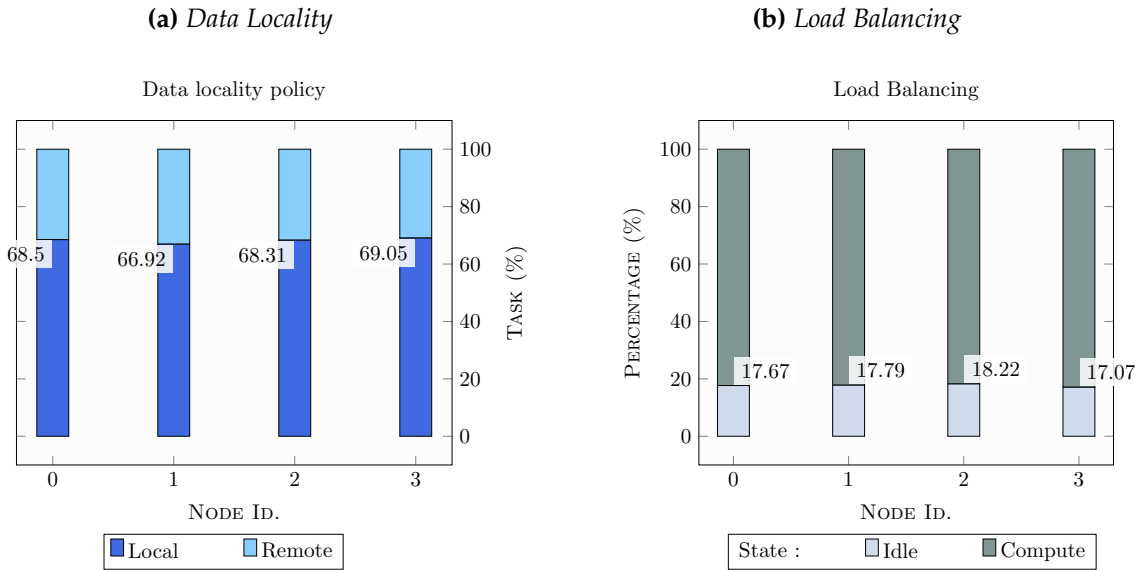 (a) Data Locality
Data locality policy
100
80
60
40
20
0
TASK (%)
68.5
66.92
68.31
69.05
0 1 2 3
NODE ID.
Local Remote
(b) Load Balancing
Load Balancing
PERCENTAGE (%)
100
80
60
40
20
0
17.67
17.79
18.22
17.07
0 1 2 3
NODE ID.
State : Idle Compute